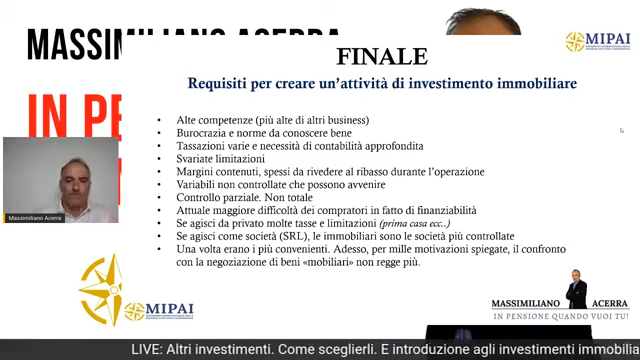 MASSIMILIANO ACERRA
IN PE
MIPAI
FINALE
Requisiti per creare un'attività di investimento immobiliare
• Alte competenze (più alte di altri business)
• Burocrazia e norme da conoscere bene
• Tassazioni varie e necessità di contabilità approfondita
• Svariate limitazioni
• Margini contenuti, spessi da rivedere al ribasso durante l'operazione
• Variabili non controllate che possono avvenire
• Controllo parziale. Non totale
• Attuale maggiore difficoltà dei compratori in fatto di finanziabilità
• Se agisci da privato molte tasse e limitazioni (prima casa ecc..)
• Se agisci come società (SRL), le immobiliari sono le società più controllate
• Una volta erano i più convenienti. Adesso, per mille motivazioni spiegate, il confronto
con la negoziazione di beni «mobiliari» non regge più.
Massimiliano Acerra
MIPAI
MASSIMILIANO ACERRA
IN PENSIONE QUANDO VUOI TU!
LIVE: Altri investimenti. Come sceglierli. E introduzione agli investimenti immobilia